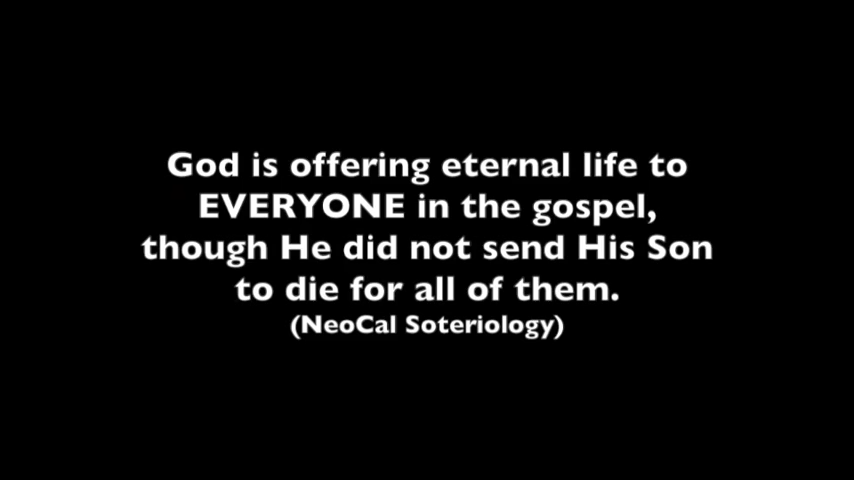 God is offering eternal life to
EVERYONE in the gospel,
though He did not send His Son
to die for all of them.
(NeoCal Soteriology)